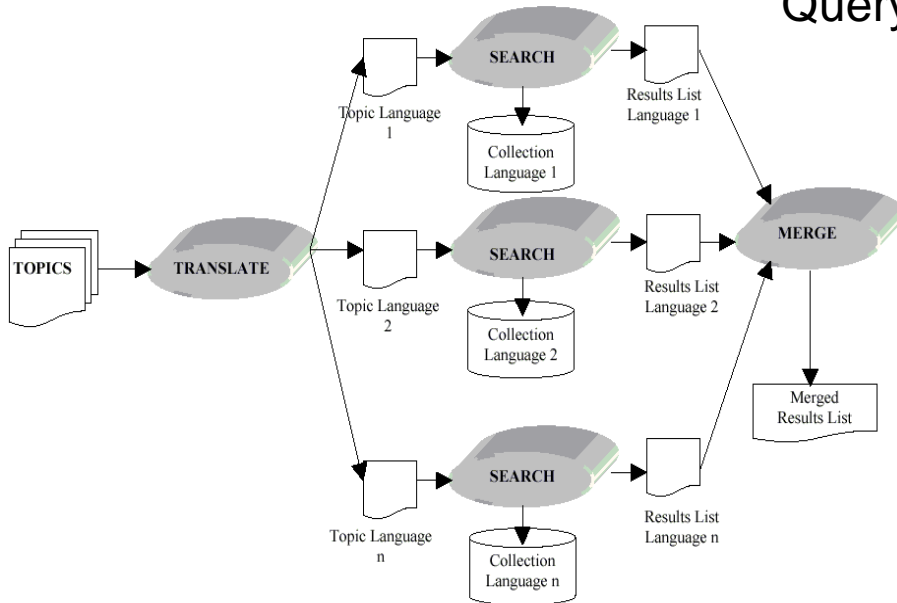 Query
TOPICS
TRANSLATE
Topic Language
1
SEARCH
Collection
Language 1
Results List
Language 1
Topic Language
2
SEARCH
Collection
Language 2
Results List
Language 2
Topic Language
n
SEARCH
Collection
Language n
Results List
Language n
MERGE
Merged
Results List